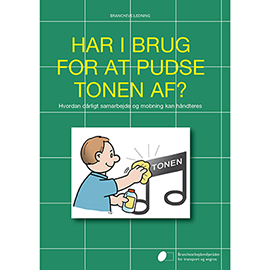 BRANCHEVEJLEDNING
HAR I BRUG
FOR AT PUDSE
TONEN AF?
Hvordan dårligt samarbejde og mobning kan håndteres
TONEN
Branchearbejdsmiljørådet
for transport og engros